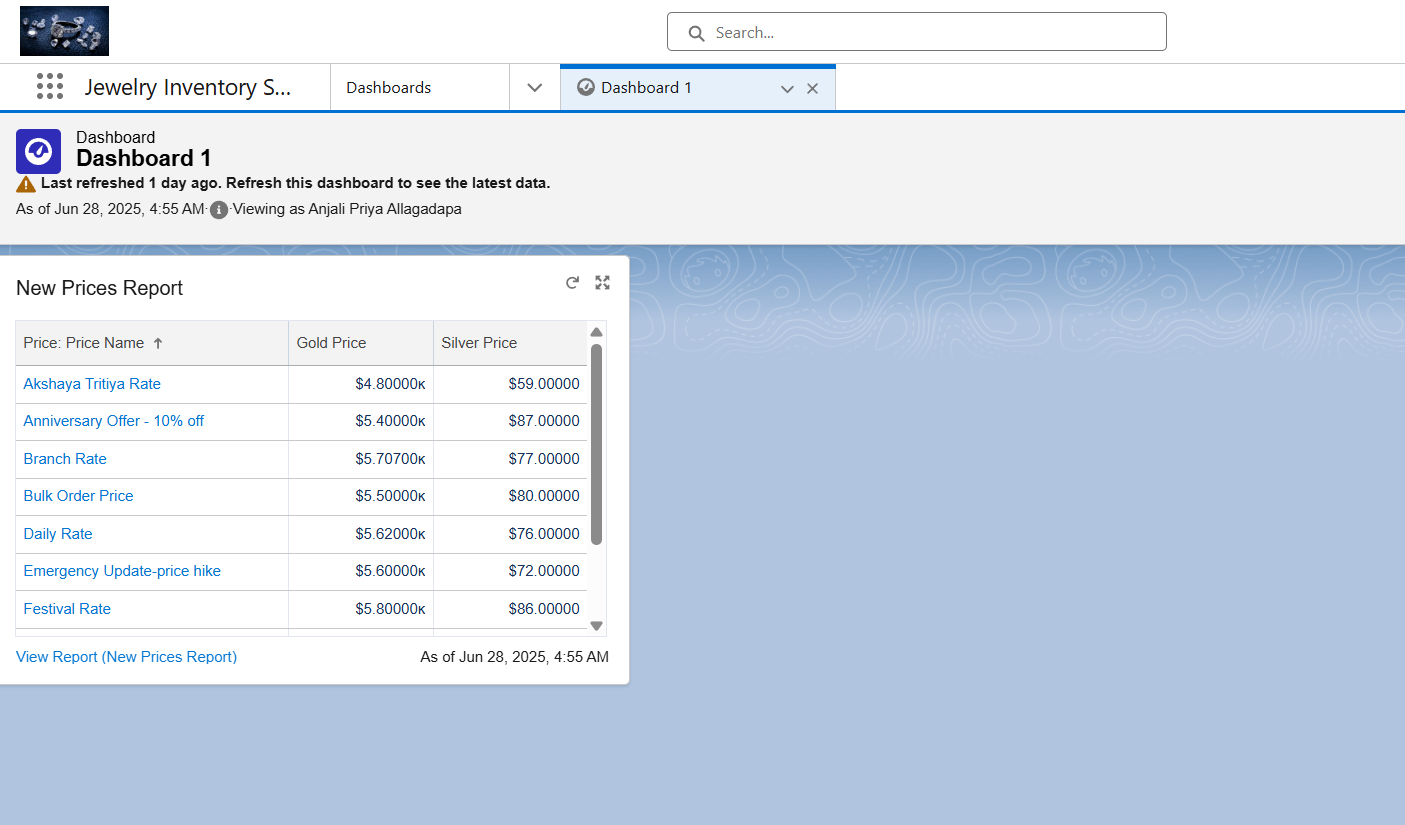 Search...
Jewelry Inventory S... Dashboards Dashboard 1
Dashboard
Dashboard 1
Last refreshed 1 day ago. Refresh this dashboard to see the latest data.
As of Jun 28, 2025, 4:55 AM·Viewing as Anjali Priya Allagadapa
New Prices Report
Price: Price Name ↑ Gold Price Silver Price
Akshaya Tritiya Rate $4.80000K $59.00000
Anniversary Offer - 10% off $5.40000K $87.00000
Branch Rate $5.70700K $77.00000
Bulk Order Price $5.50000K $80.00000
Daily Rate $5.62000K $76.00000
Emergency Update-price hike $5.60000K $72.00000
Festival Rate $5.80000K $86.00000
View Report (New Prices Report) As of Jun 28, 2025, 4:55 AM